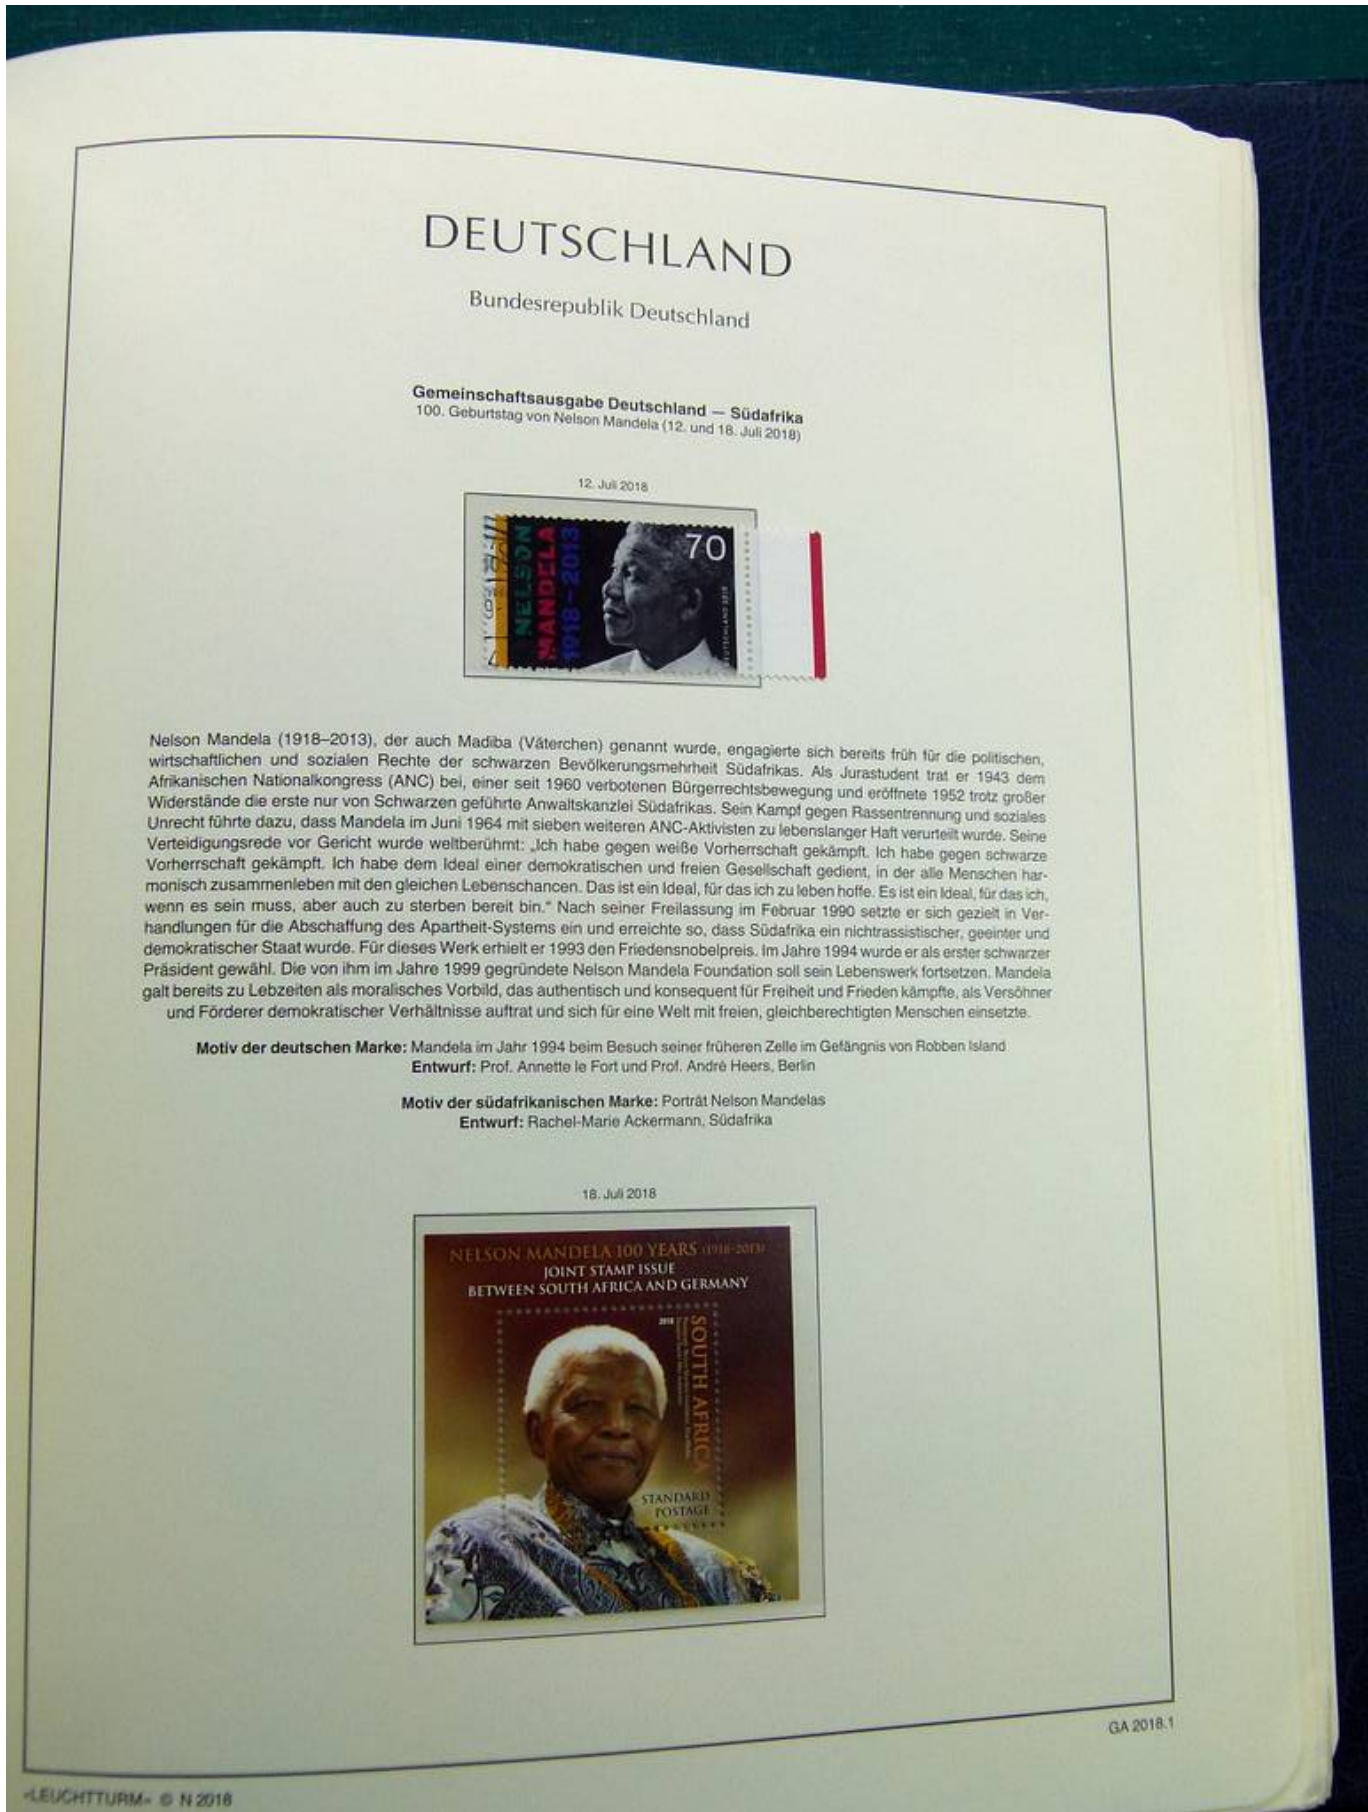 DEUTSCHLAND
Bundesrepublik Deutschland
Gemeinschaftsausgabe Deutschland — Südafrika
100. Geburtstag von Nelson Mandela (12. und 18. Juli 2018)
12. Juli 2018
NELSON
MANDELA
1918–2013
70
DEUTSCHLAND 2018
Nelson Mandela (1918–2013), der auch Madiba (Väterchen) genannt wurde, engagierte sich bereits früh für die politischen,
wirtschaftlichen und sozialen Rechte der schwarzen Bevölkerungsmehrheit Südafrikas. Als Jurastudent trat er 1943 dem
Afrikanischen Nationalkongress (ANC) bei, einer seit 1960 verbotenen Bürgerrechtsbewegung und eröffnete 1952 trotz großer
Widerstände die erste nur von Schwarzen geführte Anwaltskanzlei Südafrikas. Sein Kampf gegen Rassentrennung und soziales
Unrecht führte dazu, dass Mandela im Juni 1964 mit sieben weiteren ANC-Aktivisten zu lebenslanger Haft verurteilt wurde. Seine
Verteidigungsrede vor Gericht wurde weltberühmt: „Ich habe gegen weiße Vorherrschaft gekämpft. Ich habe gegen schwarze
Vorherrschaft gekämpft. Ich habe dem Ideal einer demokratischen und freien Gesellschaft gedient, in der alle Menschen har-
monisch zusammenleben mit den gleichen Lebenschancen. Das ist ein Ideal, für das ich zu leben hoffe. Es ist ein Ideal, für das ich,
wenn es sein muss, aber auch zu sterben bereit bin.“ Nach seiner Freilassung im Februar 1990 setzte er sich gezielt in Ver-
handlungen für die Abschaffung des Apartheit-Systems ein und erreichte so, dass Südafrika ein nichtrassistischer, geeinter und
demokratischer Staat wurde. Für dieses Werk erhielt er 1993 den Friedensnobelpreis. Im Jahre 1994 wurde er als erster schwarzer
Präsident gewähl. Die von ihm im Jahre 1999 gegründete Nelson Mandela Foundation soll sein Lebenswerk fortsetzen. Mandela
galt bereits zu Lebzeiten als moralisches Vorbild, das authentisch und konsequent für Freiheit und Frieden kämpfte, als Versöhner
und Förderer demokratischer Verhältnisse auftrat und sich für eine Welt mit freien, gleichberechtigten Menschen einsetzte.
Motiv der deutschen Marke: Mandela im Jahr 1994 beim Besuch seiner früheren Zelle im Gefängnis von Robben Island
Entwurf: Prof. Annette le Fort und Prof. André Heers, Berlin
Motiv der südafrikanischen Marke: Porträt Nelson Mandelas
Entwurf: Rachel-Marie Ackermann, Südafrika
18. Juli 2018
NELSON MANDELA 100 YEARS (1918-2013)
JOINT STAMP ISSUE
BETWEEN SOUTH AFRICA AND GERMANY
2018
SOUTH AFRICA
STANDARD
POSTAGE
GA 2018.1
»LEUCHTTURM« © N 2018